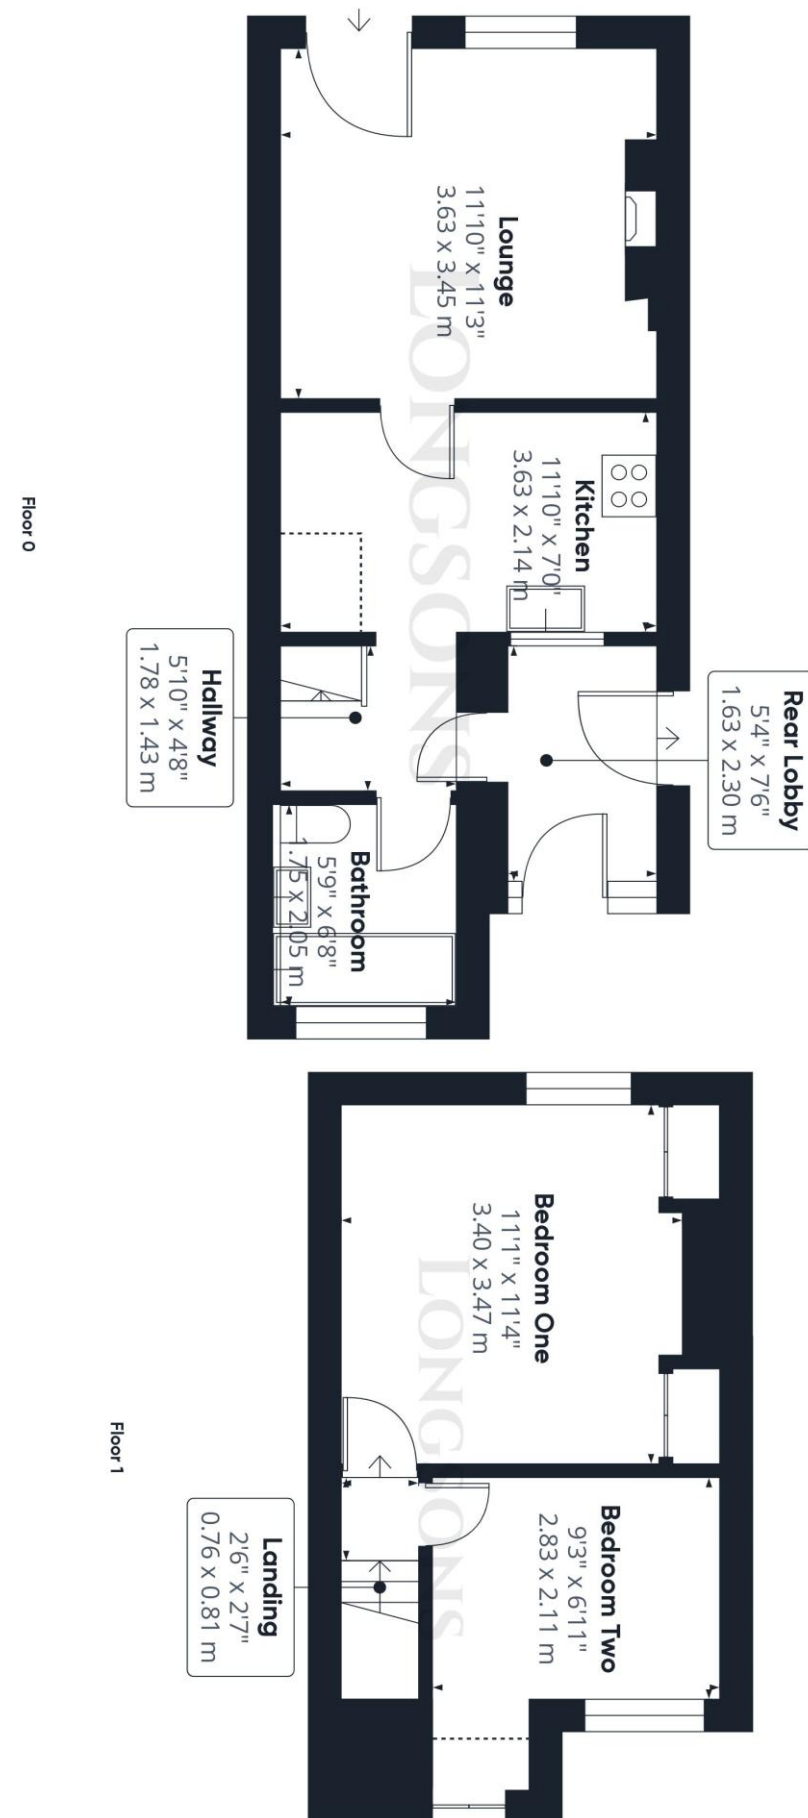 Floor 0
Lounge
11'10" x 11'3"
3.63 x 3.45 m
Kitchen
11'10" x 7'0"
3.63 x 2.14 m
Rear Lobby
5'4" x 7'6"
1.63 x 2.30 m
Hallway
5'10" x 4'8"
1.78 x 1.43 m
Bathroom
5'9" x 6'8"
1.75 x 2.05 m
LONGSONS
Floor 1
Bedroom One
11'1" x 11'4"
3.40 x 3.47 m
Bedroom Two
9'3" x 6'11"
2.83 x 2.11 m
Landing
2'6" x 2'7"
0.76 x 0.81 m
LONGSONS